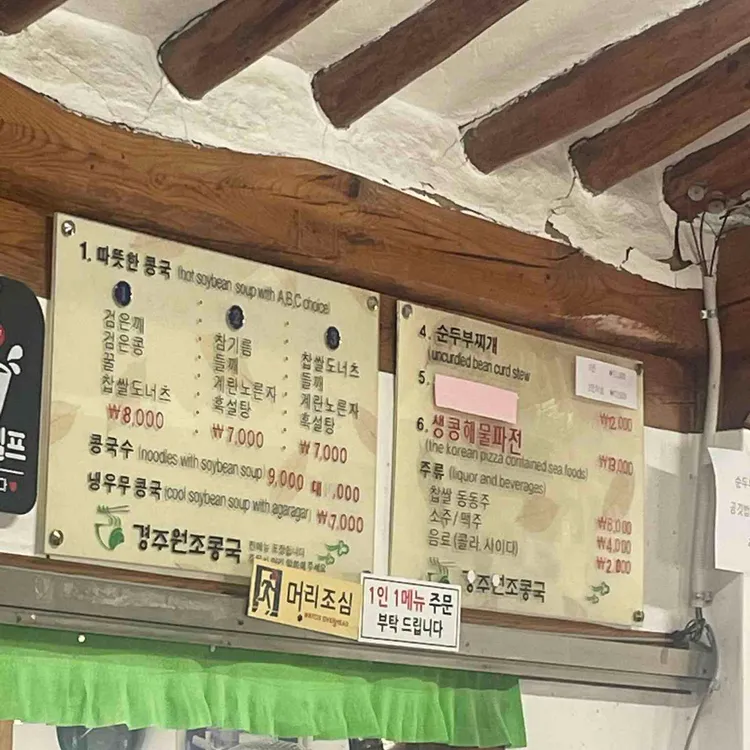 1. 따뜻한 콩국 (hot soybean soup with A,B,C choice)
1
검은깨
검은콩
꿀
찹쌀도너츠
₩8,000
2
참기름
들깨
계란노른자
흑설탕
₩7,000
3
찹쌀도너츠
들깨
계란노른자
흑설탕
₩7,000
콩국수 (noodles with soybean soup) 9,000 대 ,000
냉우무콩국 (cool soybean soup with agaragar) ₩7,000
경주원조콩국
4. 순두부찌개
(uncurdled bean curd stew
5.
₩12,000
6. 생콩해물파전
(the korean pizza contained sea foods)
₩13,000
주류 (liquor and beverages)
찹쌀 동동주
₩8,000
소주/맥주
₩4,000
음료(콜라, 사이다)
₩2,000
경주원조콩국
머리조심
WATCH OVERHEAD
1인 1메뉴 주문
부탁 드립니다